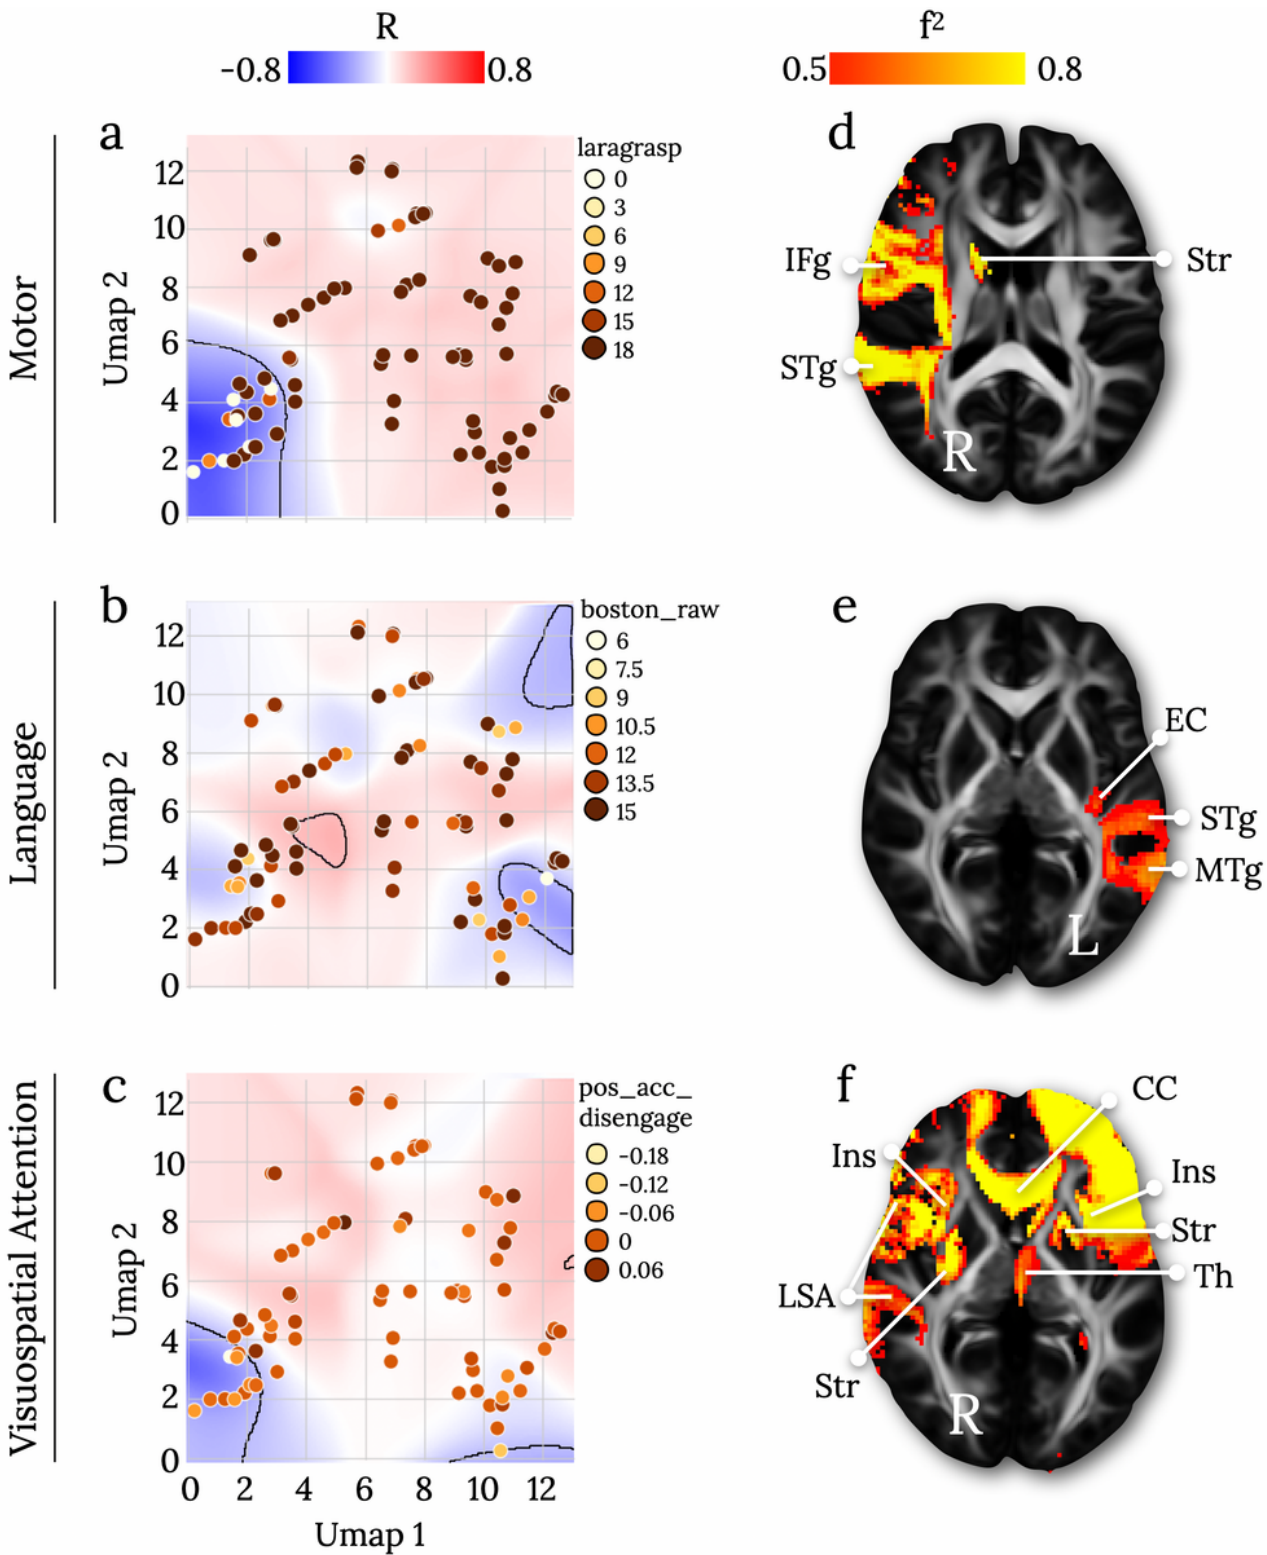 R
f²
−0.8
0.8
0.5
0.8
Motor
a
Umap 2
12
10
8
6
4
2
0
laragrasp
0
3
6
9
12
15
18
d
IFg
STg
Str
R
Language
b
Umap 2
12
10
8
6
4
2
0
boston_raw
6
7.5
9
10.5
12
13.5
15
e
EC
STg
MTg
L
Visuospatial Attention
c
Umap 2
12
10
8
6
4
2
0
0 2 4 6 8 10 12
Umap 1
pos_acc_
disengage
−0.18
−0.12
−0.06
0
0.06
f
CC
Ins
Ins
Str
Th
LSA
Str
R